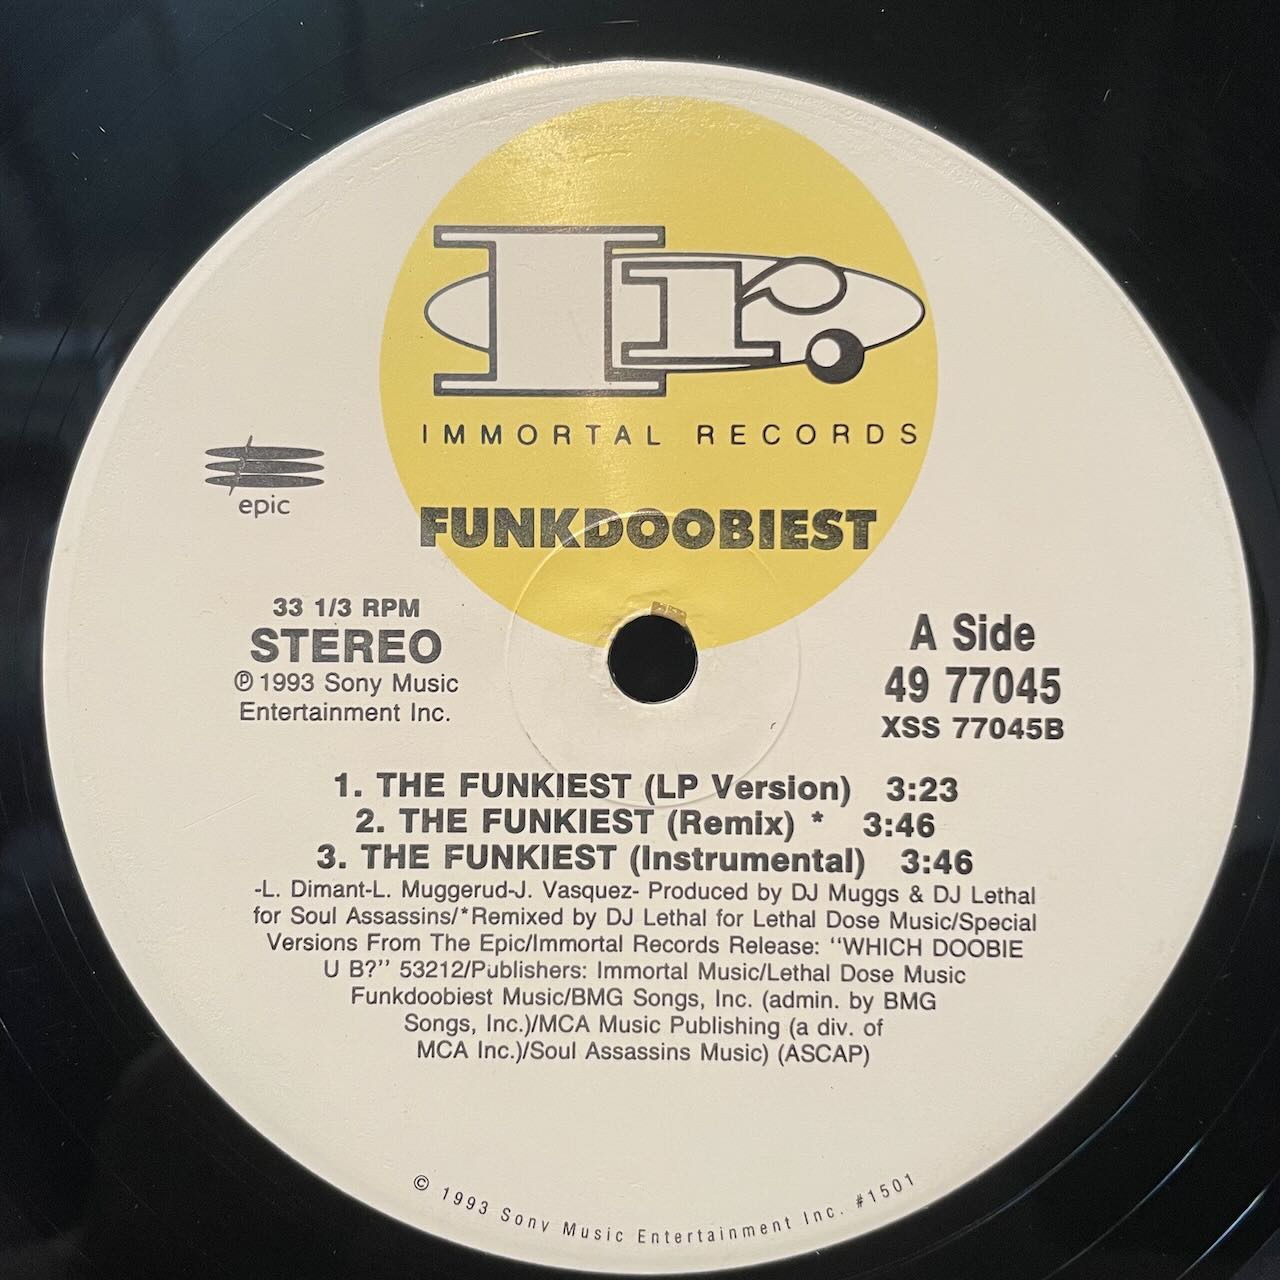 IMMORTAL RECORDS
epic
FUNKDOOBIEST
33 1/3 RPM
STEREO
℗ 1993 Sony Music
Entertainment Inc.
A Side
49 77045
XSS 77045B
1. THE FUNKIEST (LP Version) 3:23
2. THE FUNKIEST (Remix) * 3:46
3. THE FUNKIEST (Instrumental) 3:46
-L. Dimant-L. Muggerud-J. Vasquez- Produced by DJ Muggs & DJ Lethal
for Soul Assassins/*Remixed by DJ Lethal for Lethal Dose Music/Special
Versions From The Epic/Immortal Records Release: "WHICH DOOBIE
U B?" 53212/Publishers: Immortal Music/Lethal Dose Music
Funkdoobiest Music/BMG Songs, Inc. (admin. by BMG
Songs, Inc.)/MCA Music Publishing (a div. of
MCA Inc.)/Soul Assassins Music) (ASCAP)
© 1993 Sony Music Entertainment Inc. #1501